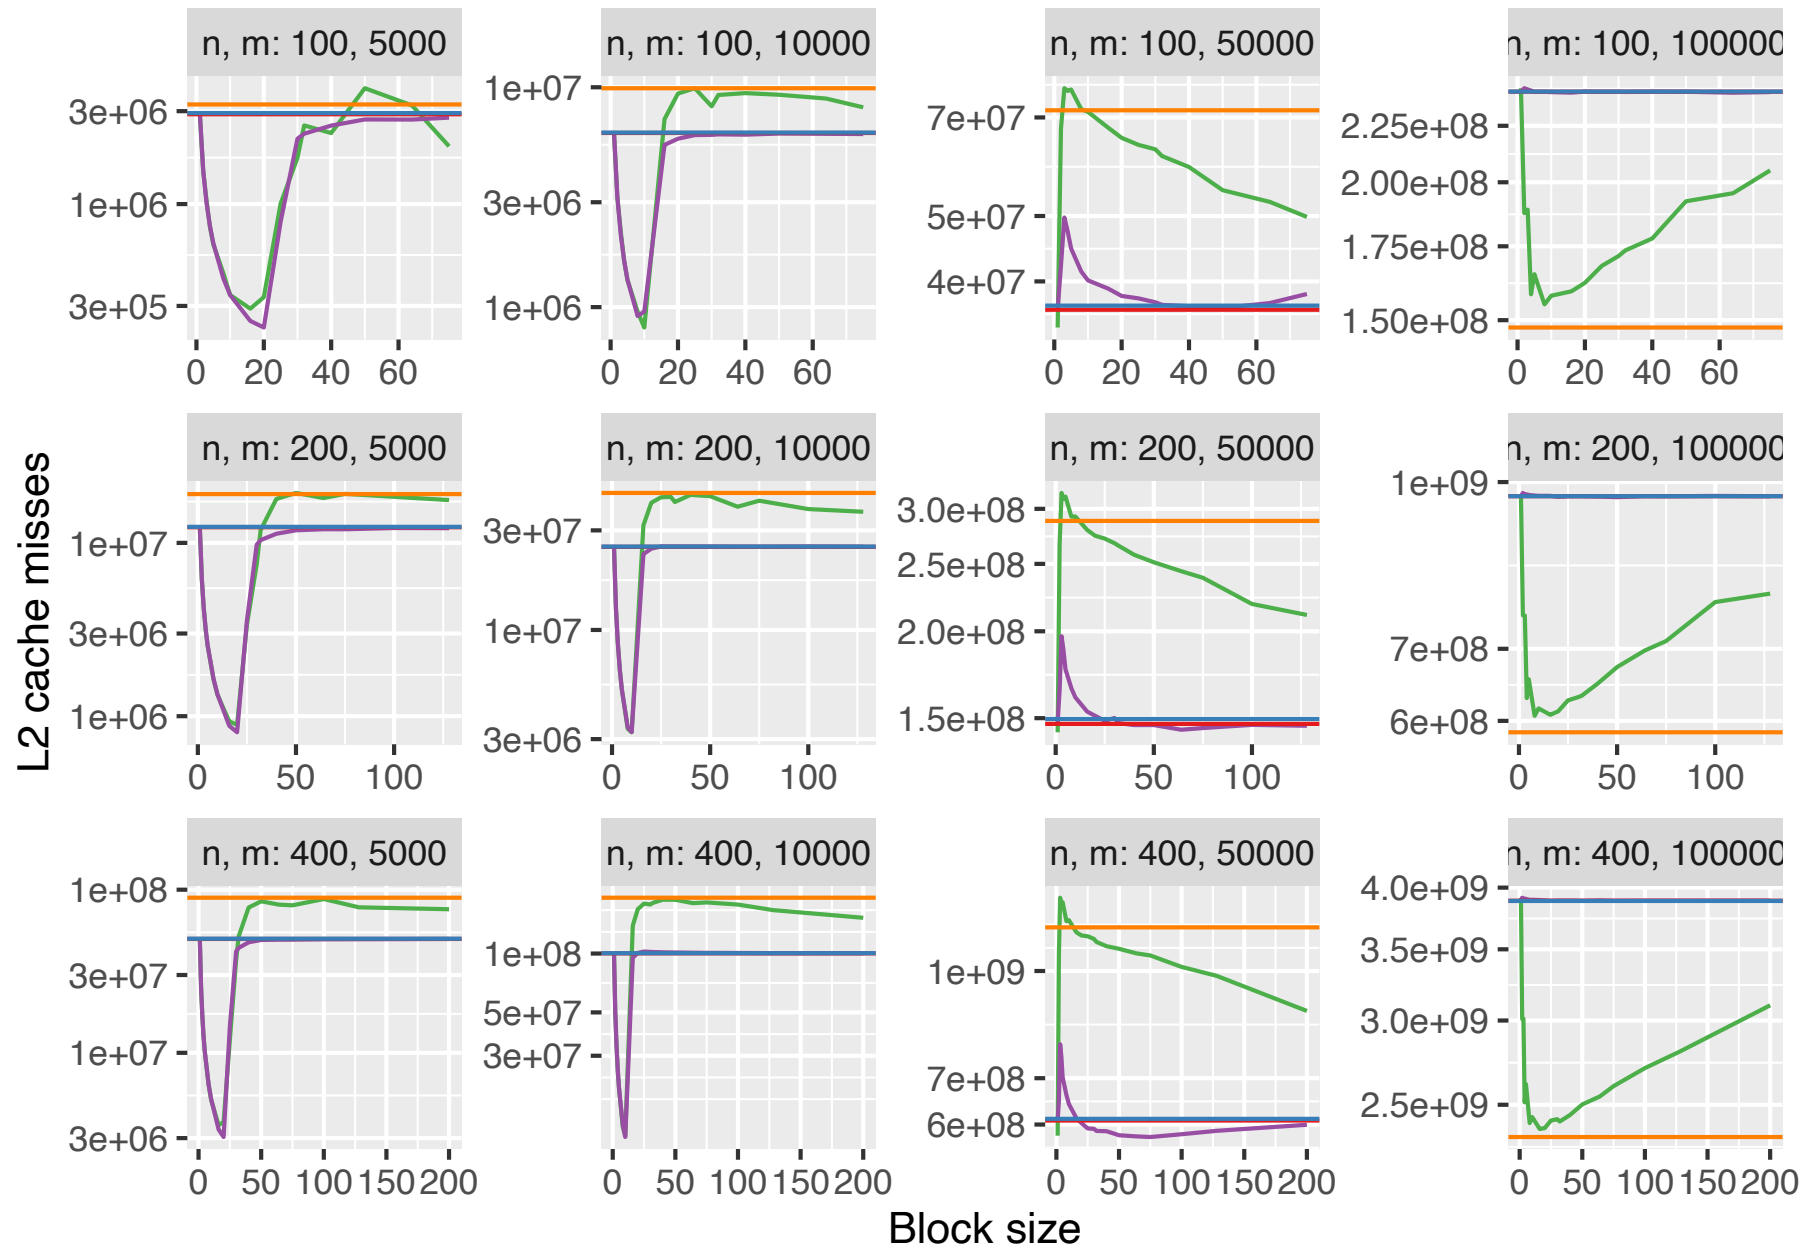 n, m: 100, 5000
n, m: 100, 10000
n, m: 100, 50000
n, m: 100, 100000
3e+06
1e+06
3e+05
0 20 40 60
1e+07
3e+06
1e+06
0 20 40 60
7e+07
5e+07
4e+07
0 20 40 60
2.25e+08
2.00e+08
1.75e+08
1.50e+08
0 20 40 60
L2 cache misses
n, m: 200, 5000
n, m: 200, 10000
n, m: 200, 50000
n, m: 200, 100000
1e+07
3e+06
1e+06
0 50 100
3e+07
1e+07
3e+06
0 50 100
3.0e+08
2.5e+08
2.0e+08
1.5e+08
0 50 100
1e+09
7e+08
6e+08
0 50 100
n, m: 400, 5000
n, m: 400, 10000
n, m: 400, 50000
n, m: 400, 100000
1e+08
3e+07
1e+07
3e+06
0 50 100 150 200
1e+08
5e+07
3e+07
0 50 100 150 200
1e+09
7e+08
6e+08
0 50 100 150 200
4.0e+09
3.5e+09
3.0e+09
2.5e+09
0 50 100 150 200
Block size